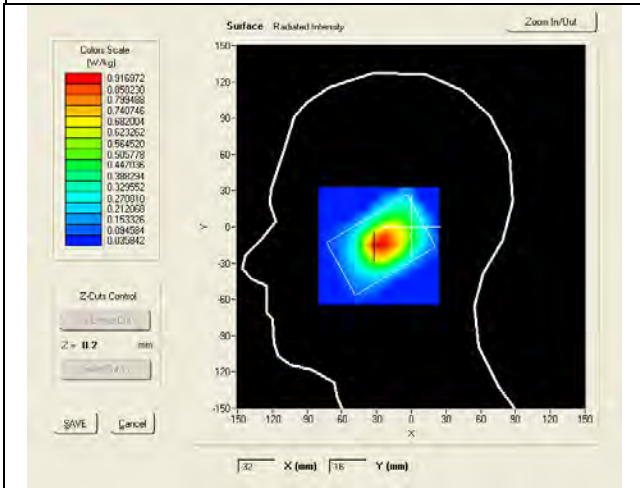 Surface Radiated Intensity
Zoom In/Out
Colors Scale
(W/kg)
0.916972
0.858230
0.799488
0.740746
0.682004
0.623262
0.564520
0.505778
0.447036
0.388294
0.329552
0.270810
0.212068
0.153326
0.094584
0.035842
150-
120-
90-
60-
30-
0-
-30-
-60-
-90-
120-
-150-
Y
-150 120 -90 60 30 0 30 60 90 120 150
X
Z-Cuts Control
Z = 0.2 mm
SAVE
Cancel
32 X (mm) 16 Y (mm)